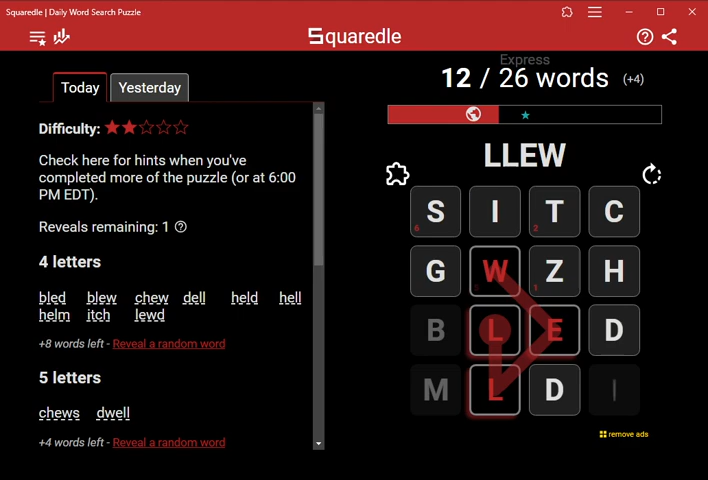 Squaredle | Daily Word Search Puzzle
Squaredle
Express
12 / 26 words (+4)
Today Yesterday
Difficulty:
Check here for hints when you've
completed more of the puzzle (or at 6:00
PM EDT).
Reveals remaining: 1
4 letters
bled blew chew dell held hell
helm itch lewd
+8 words left - Reveal a random word
5 letters
chews dwell
+4 words left - Reveal a random word
LLEW
S I T C
6 2
G W Z H
1
B L E D
M L D I
remove ads